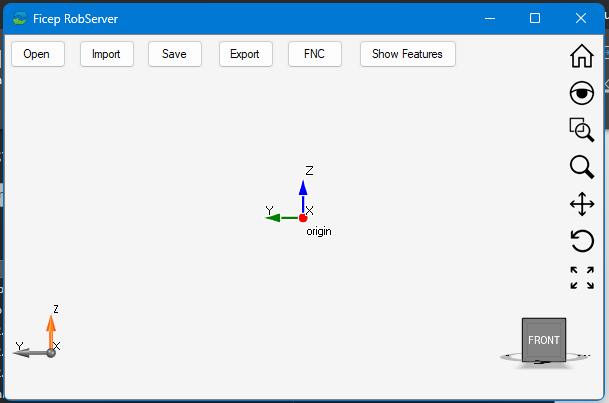 Ficep RobServer
Open Import Save Export FNC Show Features
Z
Y X
origin
Z
Y X
FRONT